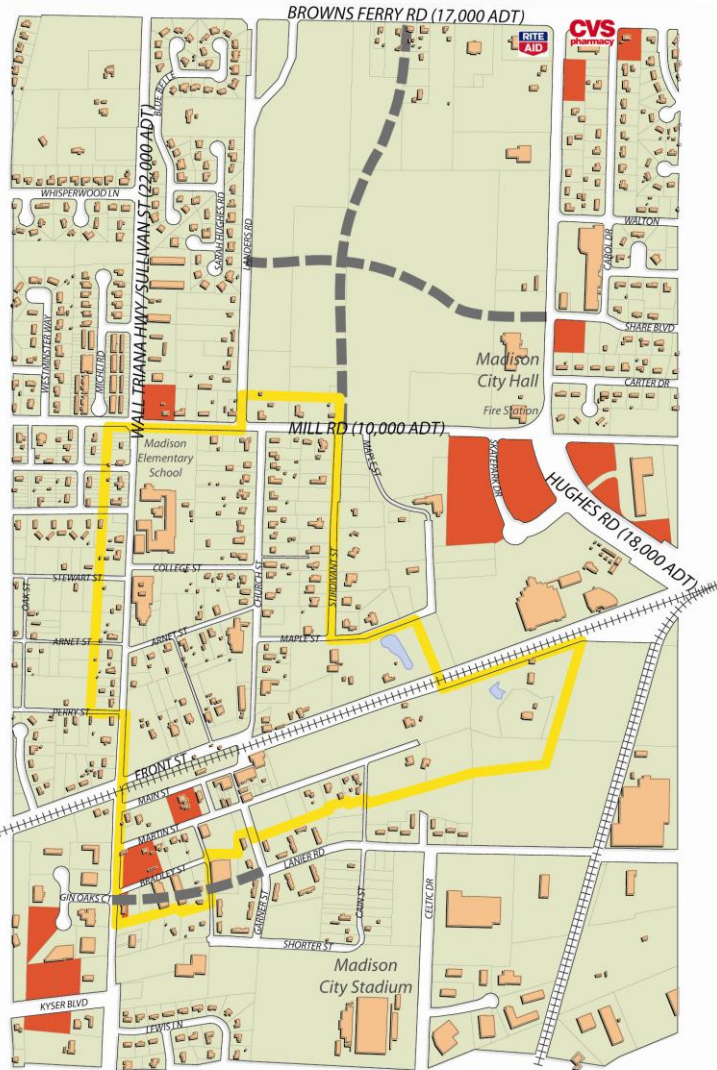 BROWNS FERRY RD (17,000 ADT)
RITE
AID
CVS
pharmacy
BLUE BELLE
WALL TRIANA HWY /SULLIVAN ST (22,000 ADT)
WHISPERWOOD LN
SARAH HUGHES RD
LANDERS RD
WALTON
CAROL DR
WESTMINSTER WAY
MICHLI RD
SHARE BLVD
Madison
City Hall
CARTER DR
Fire Station
MILL RD (10,000 ADT)
Madison
Elementary
School
MAPLE ST
SKATEPARK DR
HUGHES RD (18,000 ADT)
COLLEGE ST
CHURCH ST
STURDIVANT ST
STEWART ST
OAK ST
ARNET ST
ARNET ST
MAPLE ST
PERRY ST
FRONT ST
MAIN ST
MARTIN ST
BRADLEY ST
LANIER RD
GIN OAKS CT
GARNER ST
CAIN ST
CELTIC DR
SHORTER ST
Madison
City Stadium
KYSER BLVD
LEWIS LN